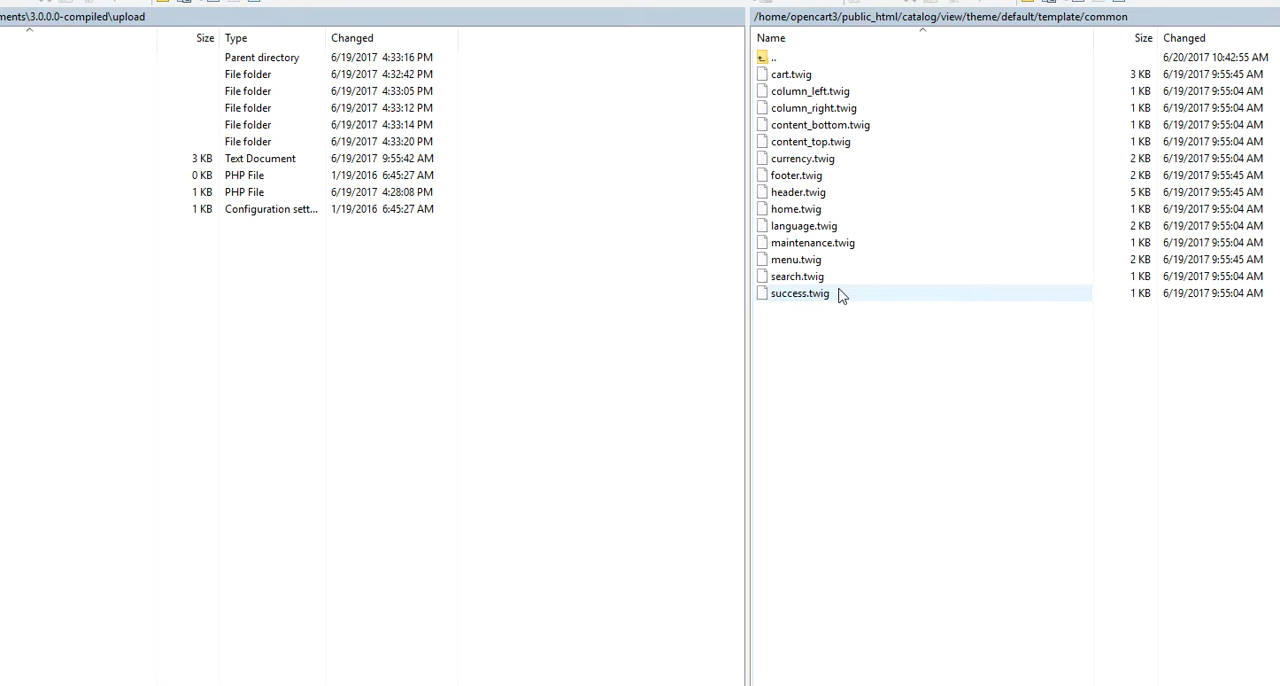 ments\3.0.0.0-compiled\upload
Size Type Changed
Parent directory 6/19/2017 4:33:16 PM
File folder 6/19/2017 4:32:42 PM
File folder 6/19/2017 4:33:05 PM
File folder 6/19/2017 4:33:12 PM
File folder 6/19/2017 4:33:14 PM
File folder 6/19/2017 4:33:20 PM
3 KB Text Document 6/19/2017 9:55:42 AM
0 KB PHP File 1/19/2016 6:45:27 AM
1 KB PHP File 6/19/2017 4:28:08 PM
1 KB Configuration sett... 1/19/2016 6:45:27 AM
/home/opencart3/public_html/catalog/view/theme/default/template/common
Name Size Changed
.. 6/20/2017 10:42:55 AM
cart.twig 3 KB 6/19/2017 9:55:45 AM
column_left.twig 1 KB 6/19/2017 9:55:04 AM
column_right.twig 1 KB 6/19/2017 9:55:04 AM
content_bottom.twig 1 KB 6/19/2017 9:55:04 AM
content_top.twig 1 KB 6/19/2017 9:55:04 AM
currency.twig 2 KB 6/19/2017 9:55:04 AM
footer.twig 2 KB 6/19/2017 9:55:45 AM
header.twig 5 KB 6/19/2017 9:55:45 AM
home.twig 1 KB 6/19/2017 9:55:04 AM
language.twig 2 KB 6/19/2017 9:55:04 AM
maintenance.twig 1 KB 6/19/2017 9:55:04 AM
menu.twig 2 KB 6/19/2017 9:55:45 AM
search.twig 1 KB 6/19/2017 9:55:04 AM
success.twig 1 KB 6/19/2017 9:55:04 AM